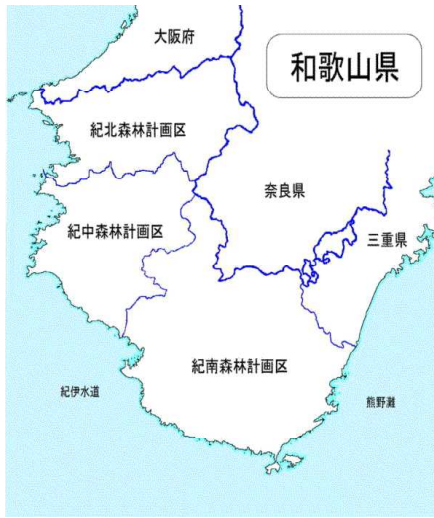 大阪府
和歌山県
紀北森林計画区
奈良県
紀中森林計画区
三重県
紀南森林計画区
紀伊水道
熊野灘